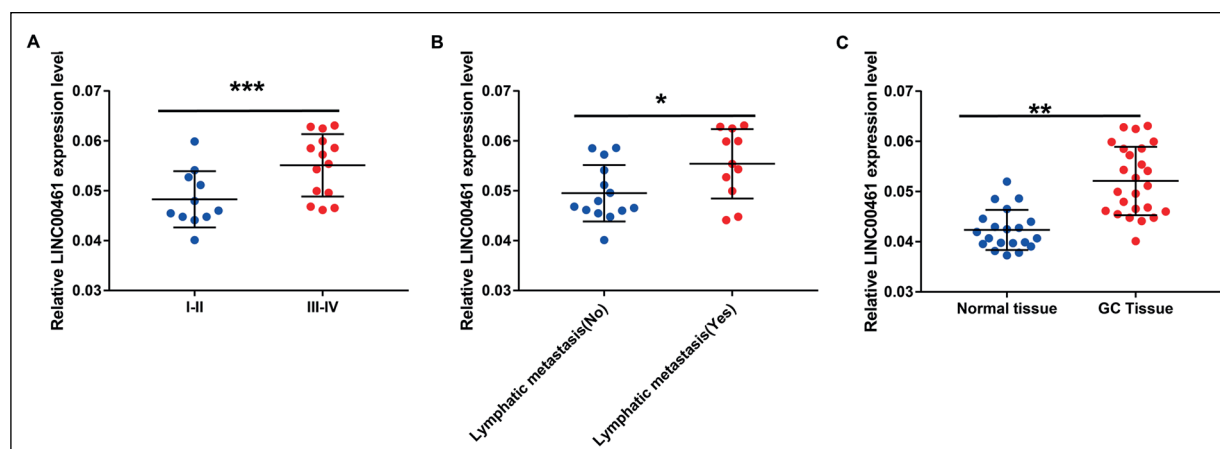 A
Relative LINC00461 expression level
0.07
0.06
0.05
0.04
0.03
***
I-II
III-IV
B
Relative LINC00461 expression level
0.07
0.06
0.05
0.04
0.03
*
Lymphatic metastasis(No)
Lymphatic metastasis(Yes)
C
Relative LINC00461 expression level
0.07
0.06
0.05
0.04
0.03
**
Normal tissue
GC Tissue